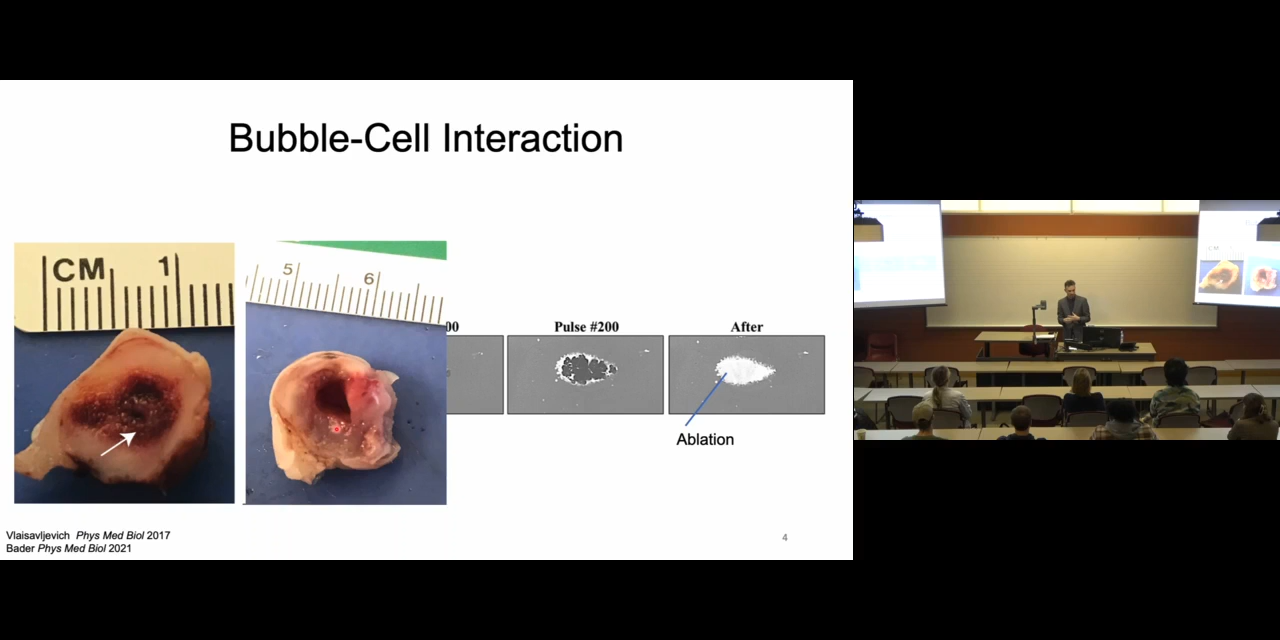 Bubble-Cell Interaction
CM 1
5 6
00
Pulse #200
After
Ablation
Vlaisavljevich Phys Med Biol 2017
Bader Phys Med Biol 2021
4